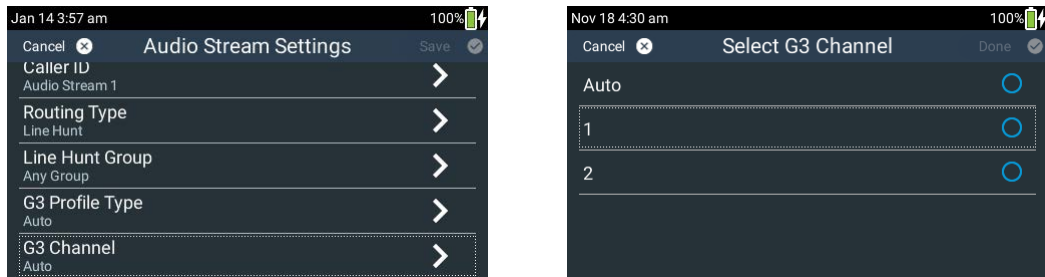 Jan 14 3:57 am 100%
Cancel Audio Stream Settings Save
Caller ID
Audio Stream 1
Routing Type
Line Hunt
Line Hunt Group
Any Group
G3 Profile Type
Auto
G3 Channel
Auto
Nov 18 4:30 am 100%
Cancel Select G3 Channel Done
Auto
1
2